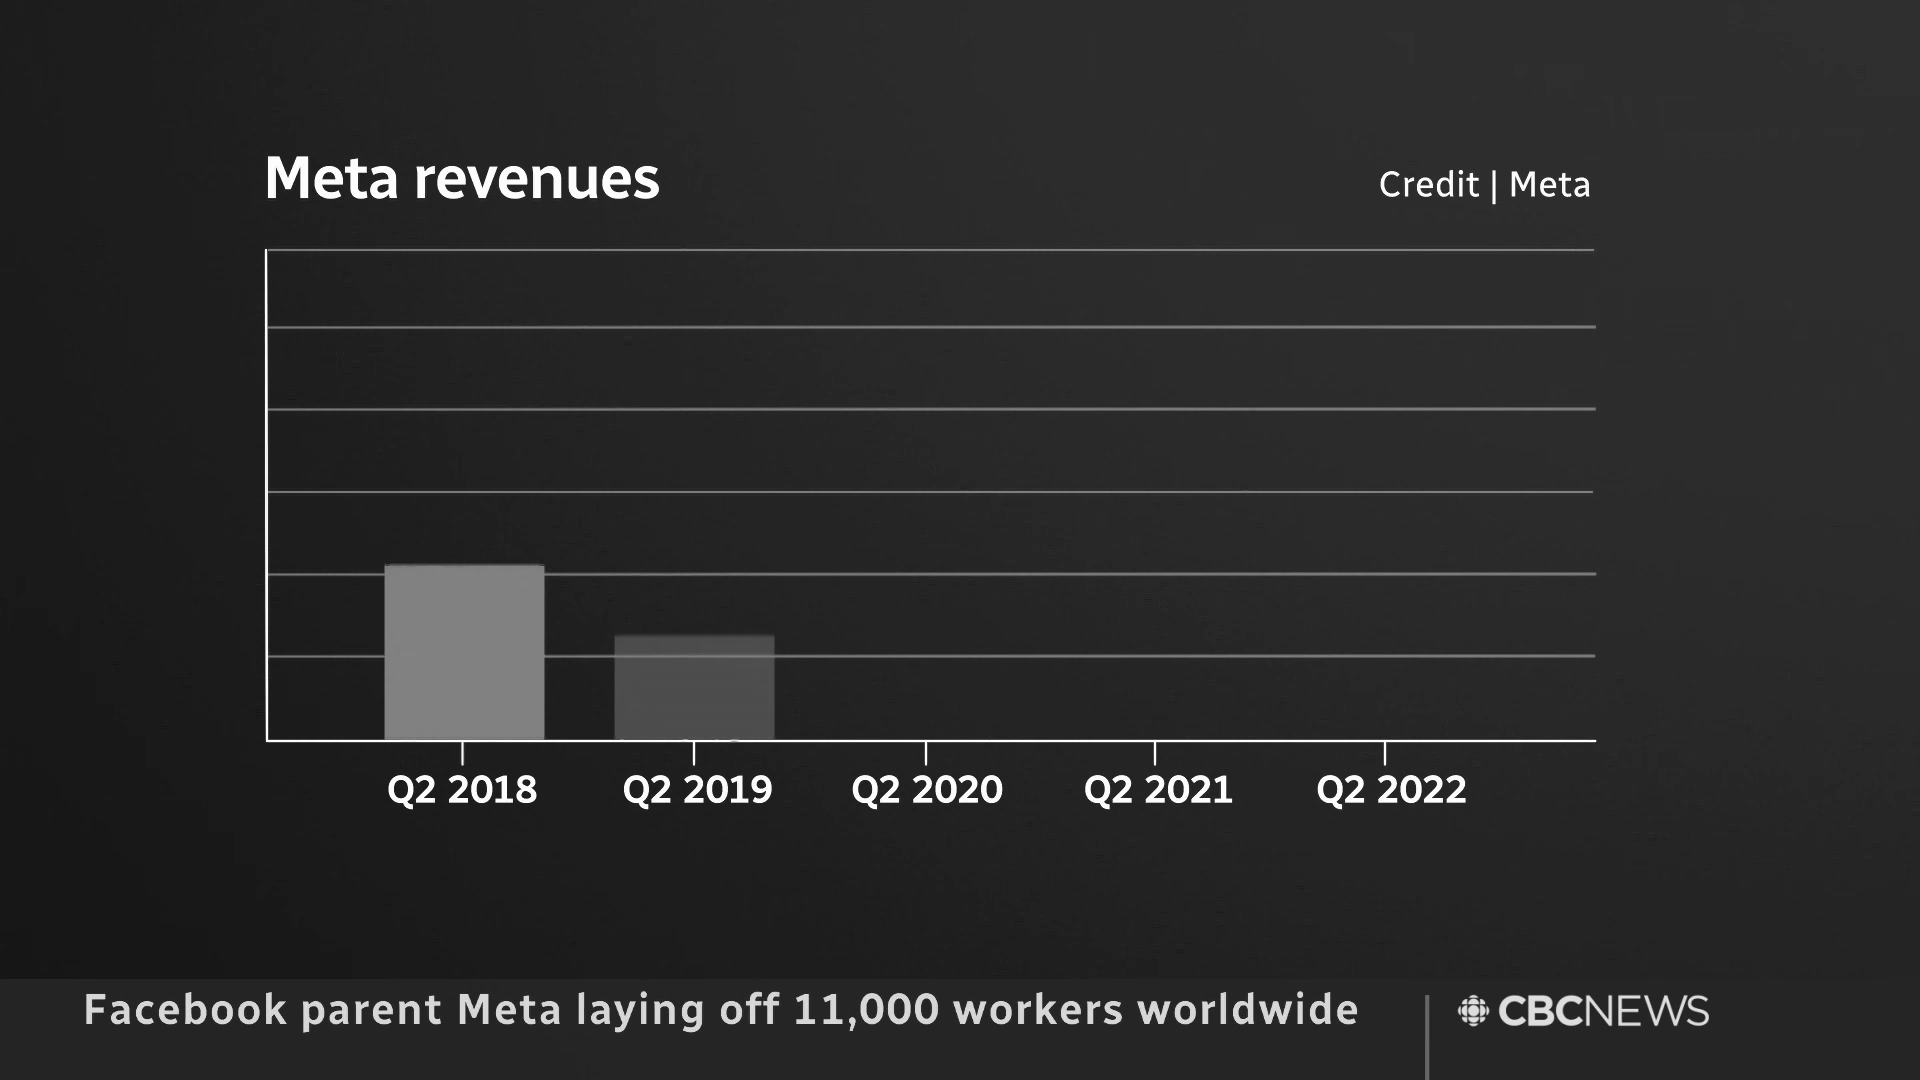 Meta revenues
Credit | Meta
Q2 2018 Q2 2019 Q2 2020 Q2 2021 Q2 2022
Facebook parent Meta laying off 11,000 workers worldwide
CBCNEWS